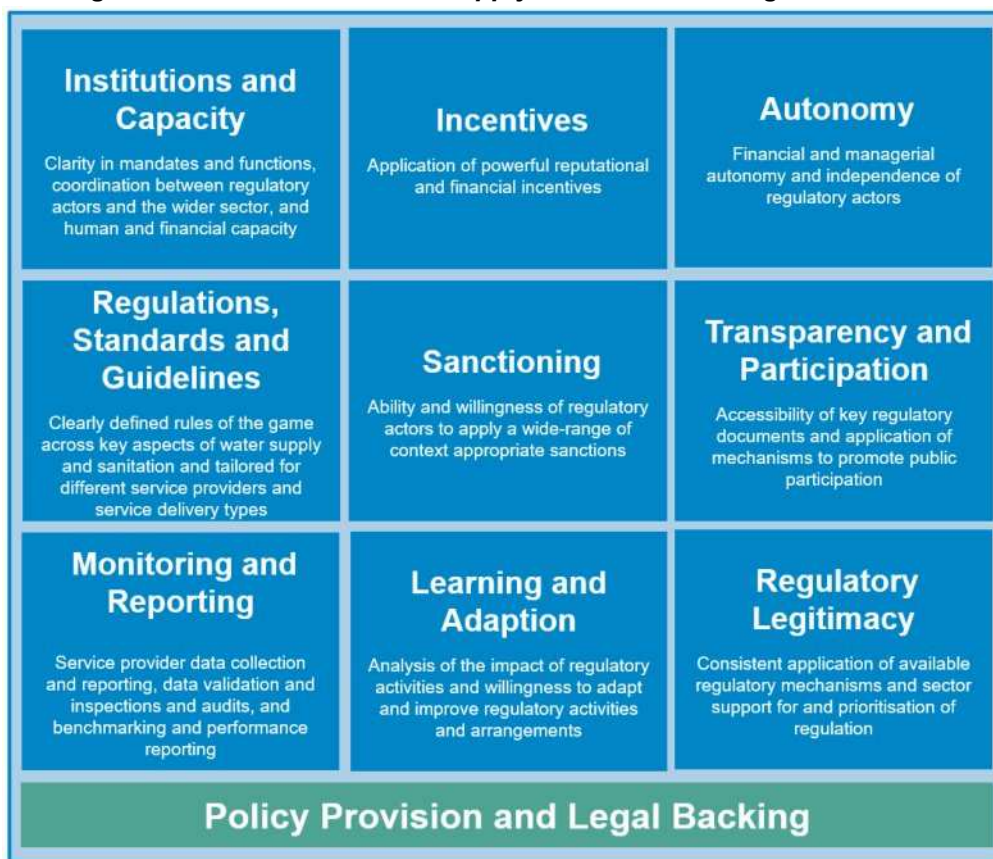 Institutions and
Capacity
Clarity in mandates and functions,
coordination between regulatory
actors and the wider sector, and
human and financial capacity
Incentives
Application of powerful reputational
and financial incentives
Autonomy
Financial and managerial
autonomy and independence of
regulatory actors
Regulations,
Standards and
Guidelines
Clearly defined rules of the game
across key aspects of water supply
and sanitation and tailored for
different service providers and
service delivery types
Sanctioning
Ability and willingness of regulatory
actors to apply a wide-range of
context appropriate sanctions
Transparency and
Participation
Accessibility of key regulatory
documents and application of
mechanisms to promote public
participation
Monitoring and
Reporting
Service provider data collection
and reporting, data validation and
inspections and audits, and
benchmarking and performance
reporting
Learning and
Adaption
Analysis of the impact of regulatory
activities and willingness to adapt
and improve regulatory activities
and arrangements
Regulatory
Legitimacy
Consistent application of available
regulatory mechanisms and sector
support for and prioritisation of
regulation
Policy Provision and Legal Backing